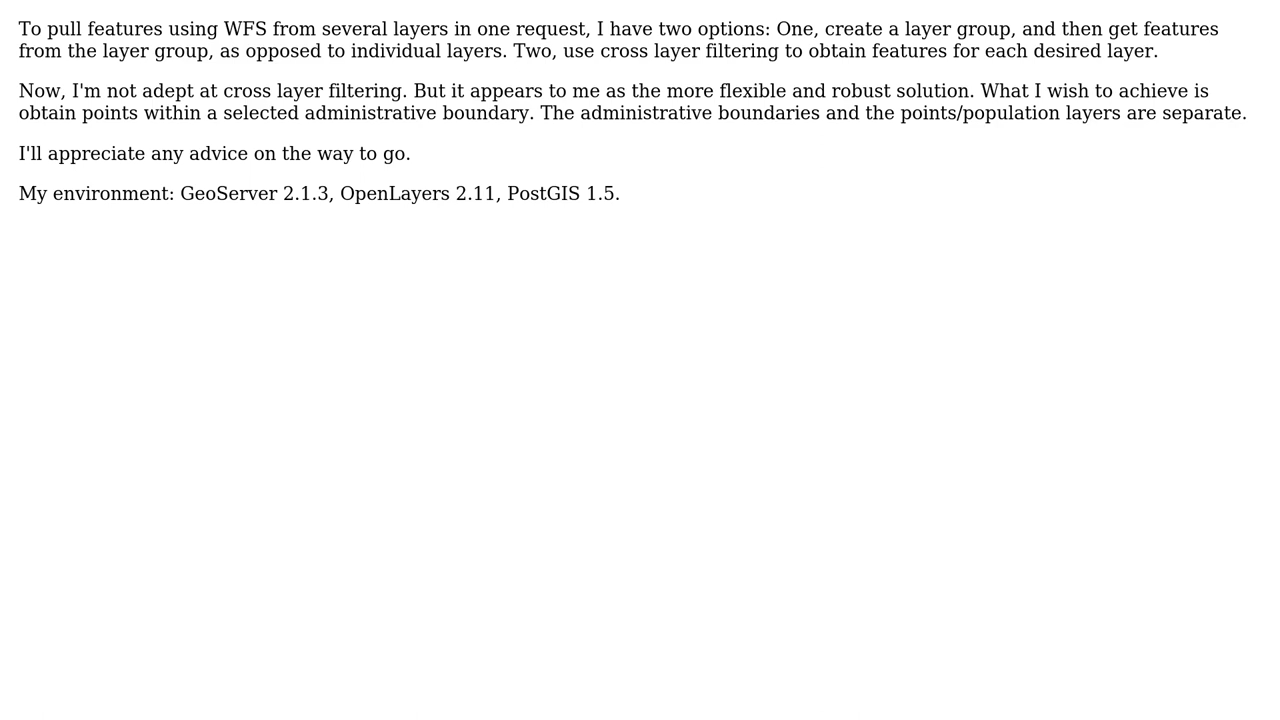 To pull features using WFS from several layers in one request, I have two options: One, create a layer group, and then get features
from the layer group, as opposed to individual layers. Two, use cross layer filtering to obtain features for each desired layer.
Now, I'm not adept at cross layer filtering. But it appears to me as the more flexible and robust solution. What I wish to achieve is
obtain points within a selected administrative boundary. The administrative boundaries and the points/population layers are separate.
I'll appreciate any advice on the way to go.
My environment: GeoServer 2.1.3, OpenLayers 2.11, PostGIS 1.5.